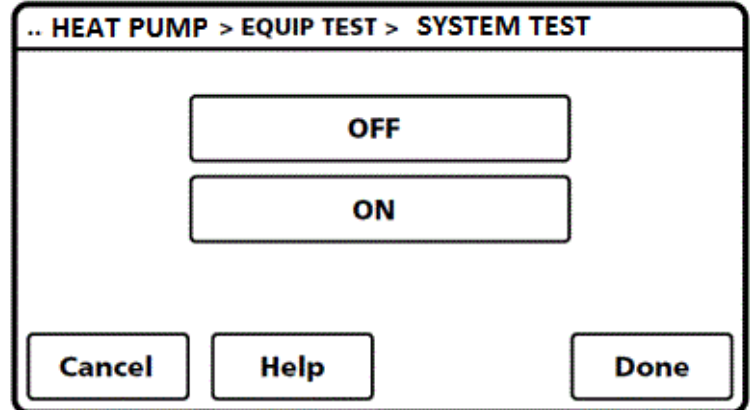 .. HEAT PUMP > EQUIP TEST > SYSTEM TEST
OFF
ON
Cancel Help Done